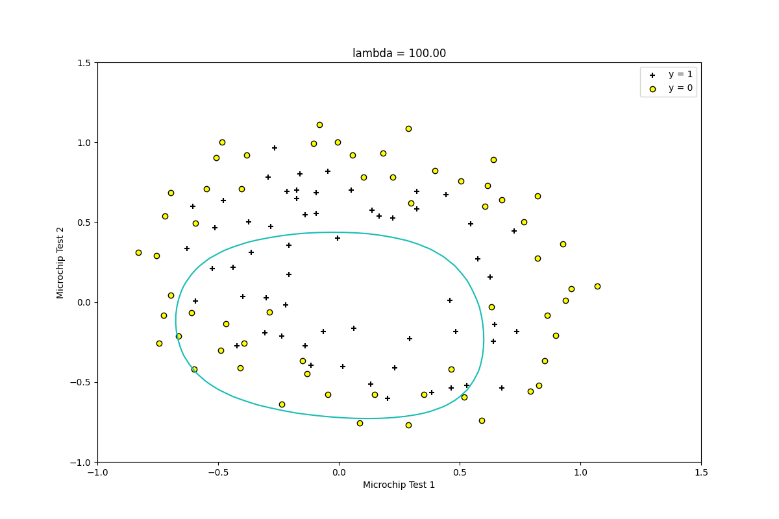 lambda = 100.00
y = 1
y = 0
1.5
1.0
0.5
0.0
−0.5
−1.0
Microchip Test 2
−1.0
−0.5
0.0
0.5
1.0
1.5
Microchip Test 1